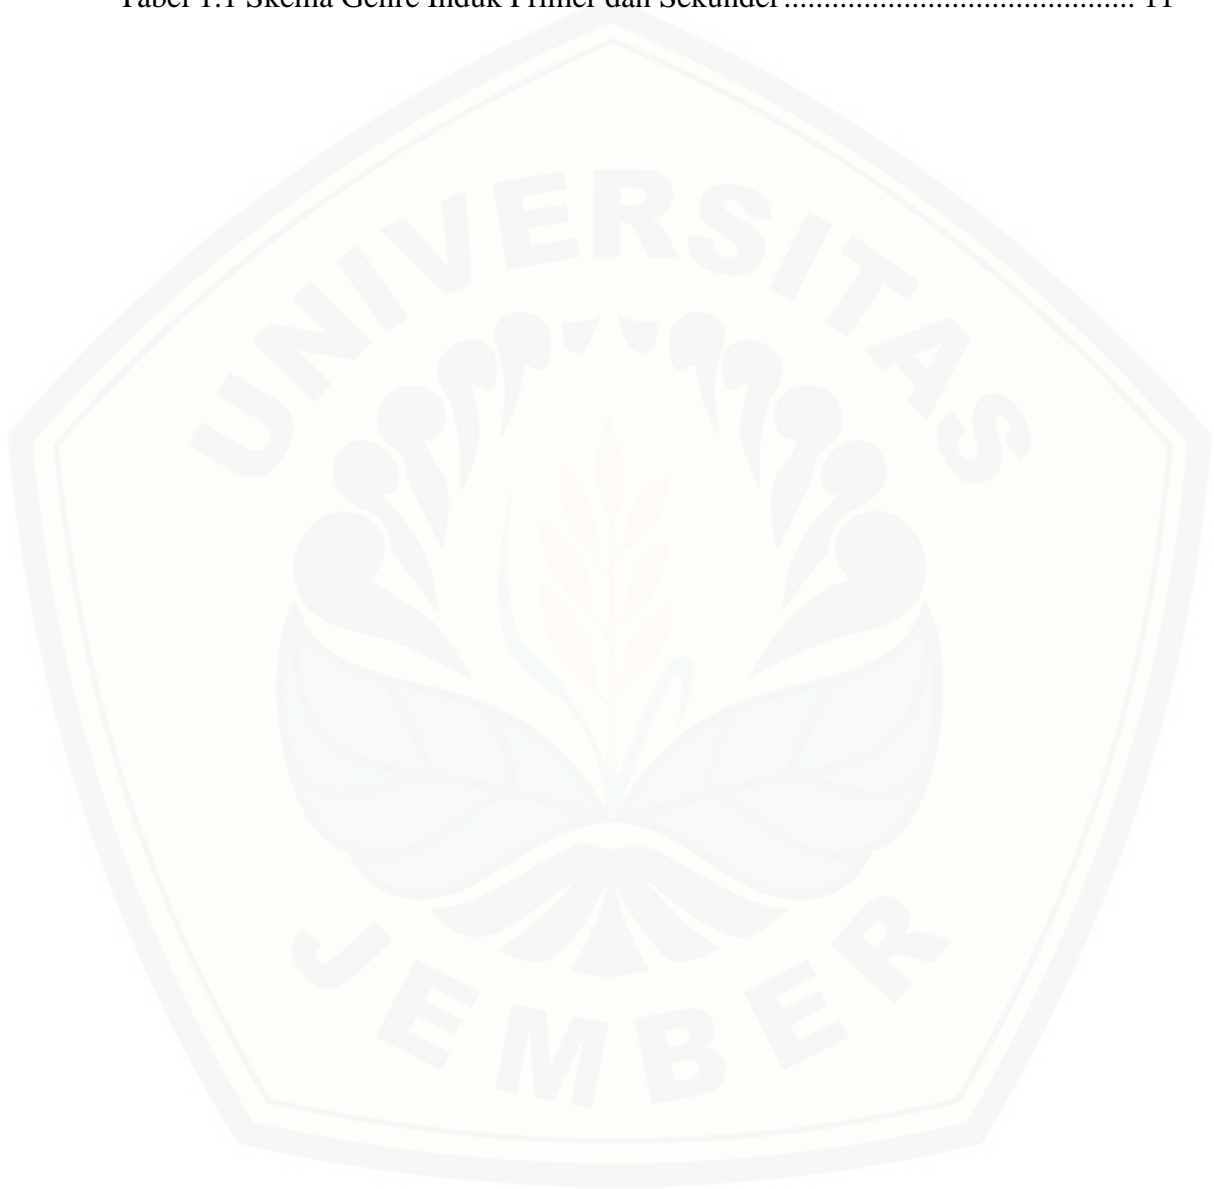 Tabel 1.1 Skema Genre Induk Primer dan Sekunder............................................ 11
UNIVERSITAS
JEMBER